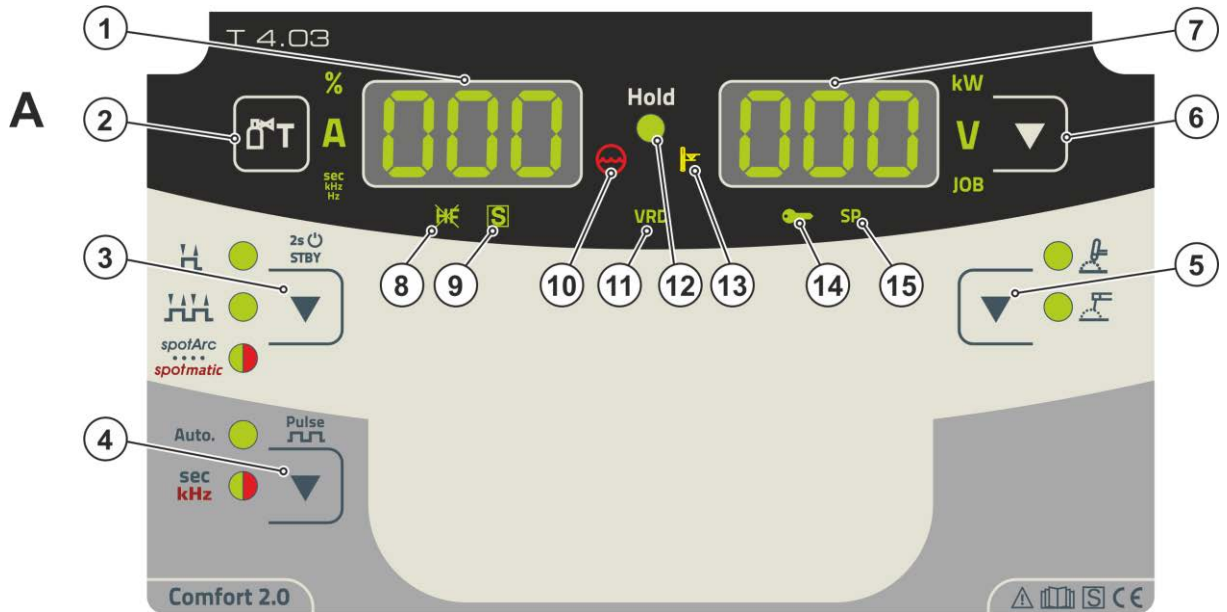 A
1
7
T 4.03
%
kW
2
T
A
000
Hold
000
V
6
sec
kHz
Hz
JOB
HF
S
VRD
SP
3
2s
STBY
8
9
10
11
12
13
14
15
5
spotArc
spotmatic
4
Auto.
Pulse
sec
kHz
Comfort 2.0
S CE